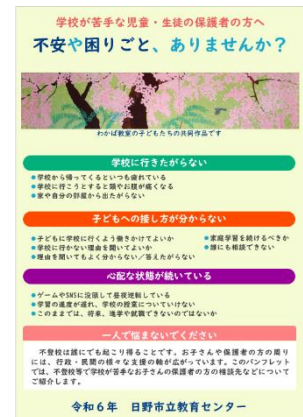 学校が苦手な児童・生徒の保護者の方へ
不安や困りごと、ありませんか？
わかば教室の子どもたちの共同作品です
学校に行きたがらない
●学校から帰ってくるといつも疲れている
●学校に行こうとすると頭やお腹が痛くなる
●家や自分の部屋から出たがらない
子どもへの接し方が分からない
●子どもに学校に行くよう働きかけてよいか
●学校に行かない理由を聞いてよいか
●理由を聞いてもよく分からない／答えたがらない
●家庭学習を続けるべきか
●誰にも相談できない
心配な状態が続いている
●ゲームやSNSに没頭して昼夜逆転している
●学習の進度が遅れ、学校の授業についていけない
●このままでは、将来、進学や就職できないのではないか
一人で悩まないでください
不登校は誰にでも起こり得ることです。お子さんや保護者の方の周り
には、行政・民間の様々な支援の輪が広がっています。このパンフレット
では、不登校等で学校が苦手なお子さんの保護者の方の相談先などについて
ご紹介します。
令和６年　日野市立教育センター